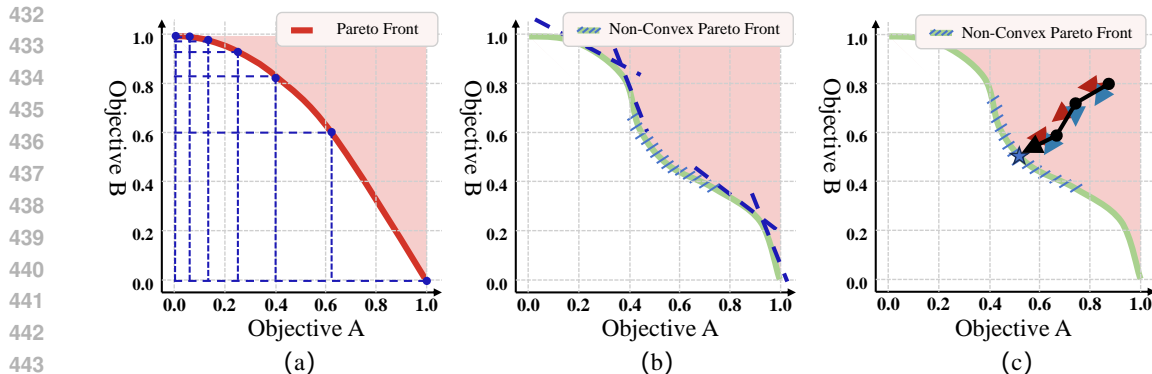 432
433
434
435
436
437
438
439
440
441
442
443
Pareto Front
1.0
0.8
0.6
0.4
0.2
0.0
Objective B
0.0 0.2 0.4 0.6 0.8 1.0
Objective A
(a)
Non-Convex Pareto Front
1.0
0.8
0.6
0.4
0.2
0.0
Objective B
0.0 0.2 0.4 0.6 0.8 1.0
Objective A
(b)
Non-Convex Pareto Front
1.0
0.8
0.6
0.4
0.2
0.0
Objective B
0.0 0.2 0.4 0.6 0.8 1.0
Objective A
(c)